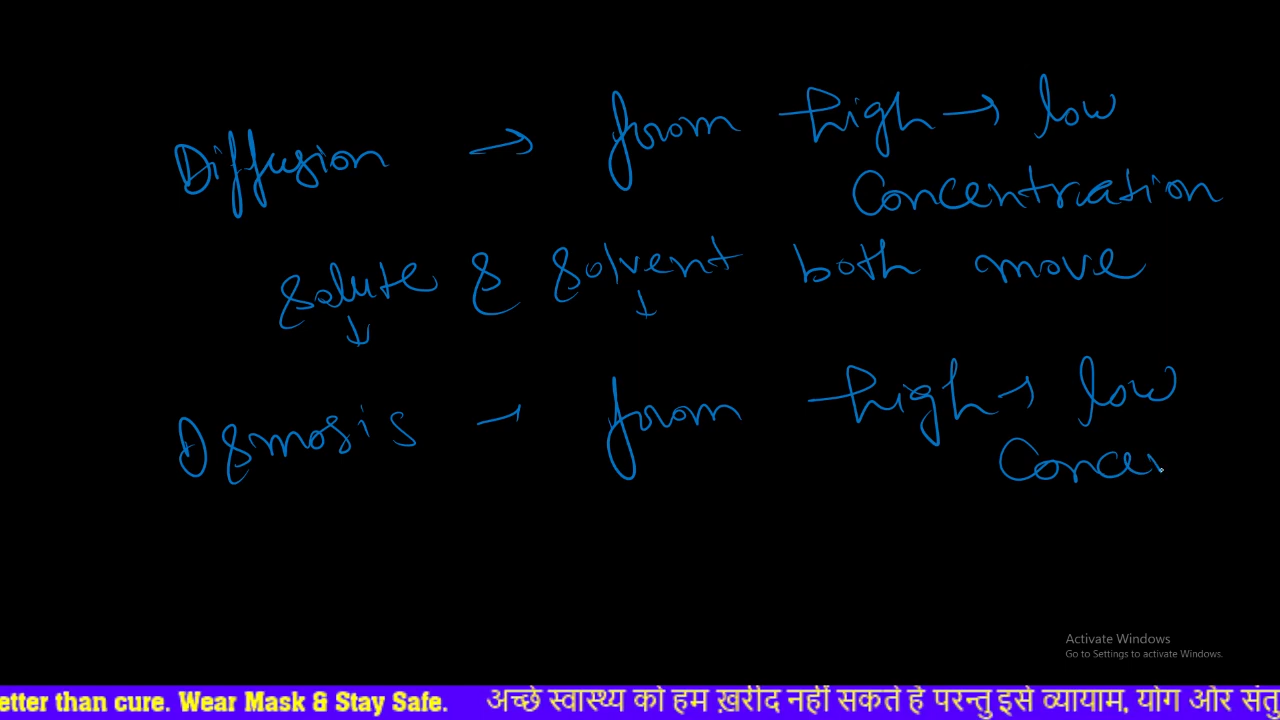 Diffusion → from high → low
Concentration
solute & solvent both move
↓ ↓
Osmosis → from high → low
Conce
Activate Windows
Go to Settings to activate Windows.
etter than cure. Wear Mask & Stay Safe. अच्छे स्वास्थ्य को हम ख़रीद नहीं सकते हैं परन्तु इसे व्यायाम, योग और संतु